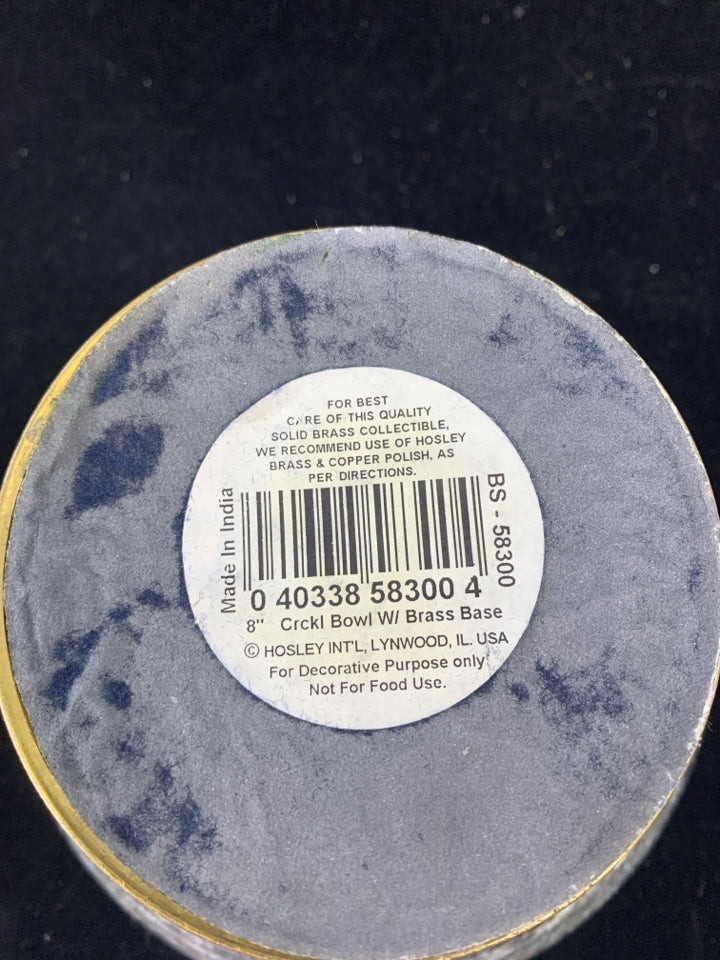 FOR BEST
CARE OF THIS QUALITY
SOLID BRASS COLLECTIBLE,
WE RECOMMEND USE OF HOSLEY
BRASS & COPPER POLISH, AS
PER DIRECTIONS.
Made In India
BS - 58300
0 40338 58300 4
8" Crckl Bowl W/ Brass Base
© HOSLEY INT'L, LYNWOOD, IL. USA
For Decorative Purpose only
Not For Food Use.